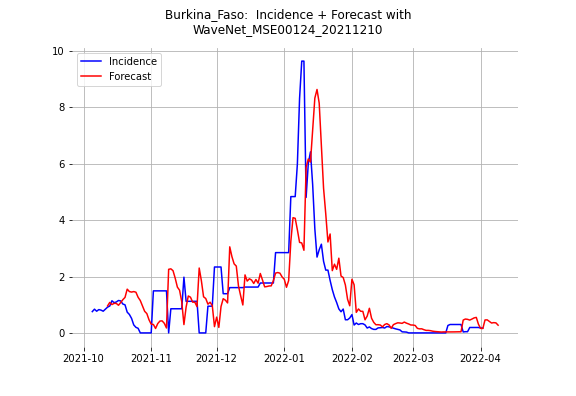 Burkina_Faso:  Incidence + Forecast with
WaveNet_MSE00124_20211210
10
8
6
4
2
0
Incidence
Forecast
2021-10 2021-11 2021-12 2022-01 2022-02 2022-03 2022-04